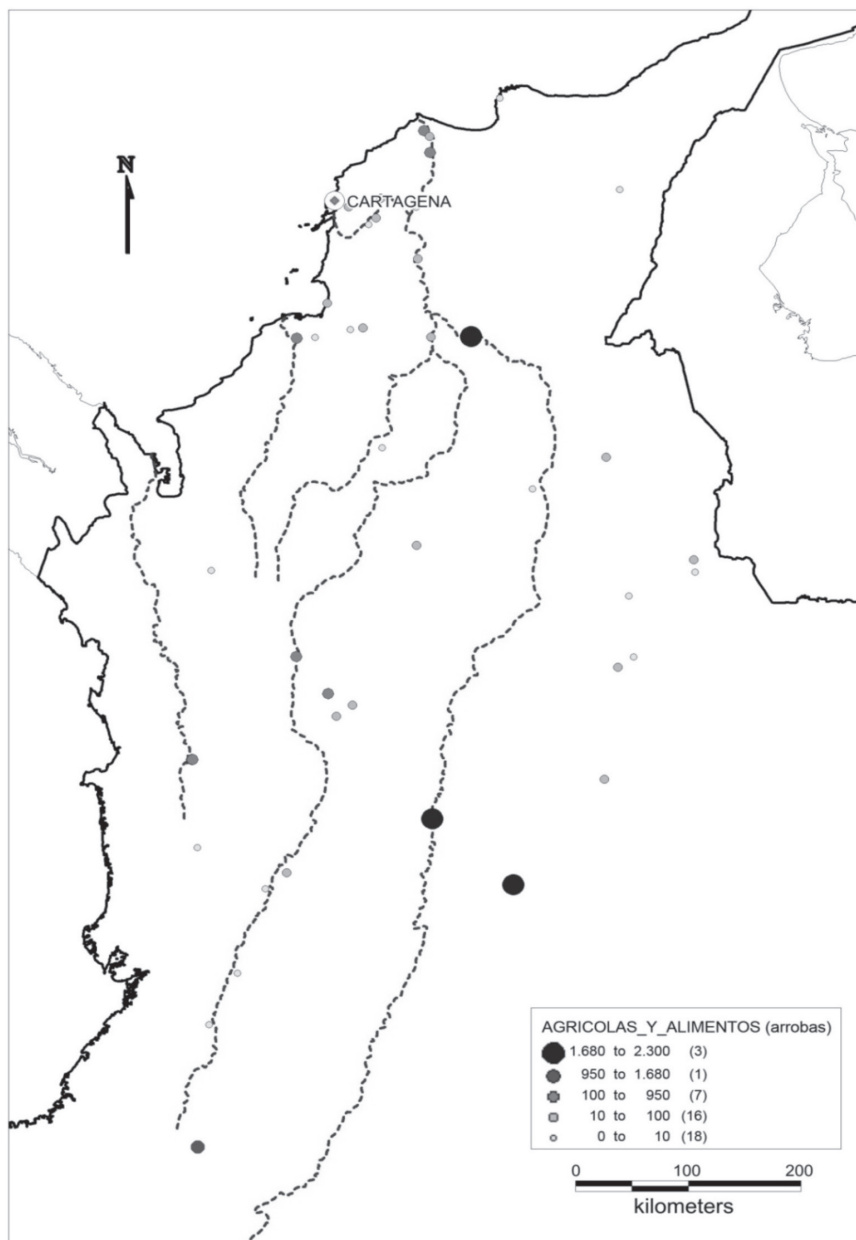 N
CARTAGENA
AGRICOLAS_Y_ALIMENTOS (arrobas)
1.680 to 2.300 (3)
950 to 1.680 (1)
100 to 950 (7)
10 to 100 (16)
0 to 10 (18)
0 100 200
kilometers